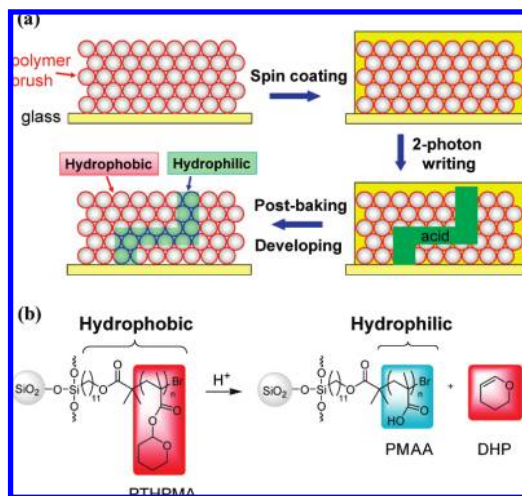 (a)
polymer
brush
glass
Spin coating
2-photon
writing
Hydrophobic
Hydrophilic
Post-baking
Developing
acid
(b)
Hydrophobic
Hydrophilic
SiO2
O
Si
O
O
( )11
O
O
Br
n
O
O
O
H+
SiO2
O
Si
O
O
( )11
O
O
Br
n
O
HO
+
O
PTHPMA
PMAA
DHP